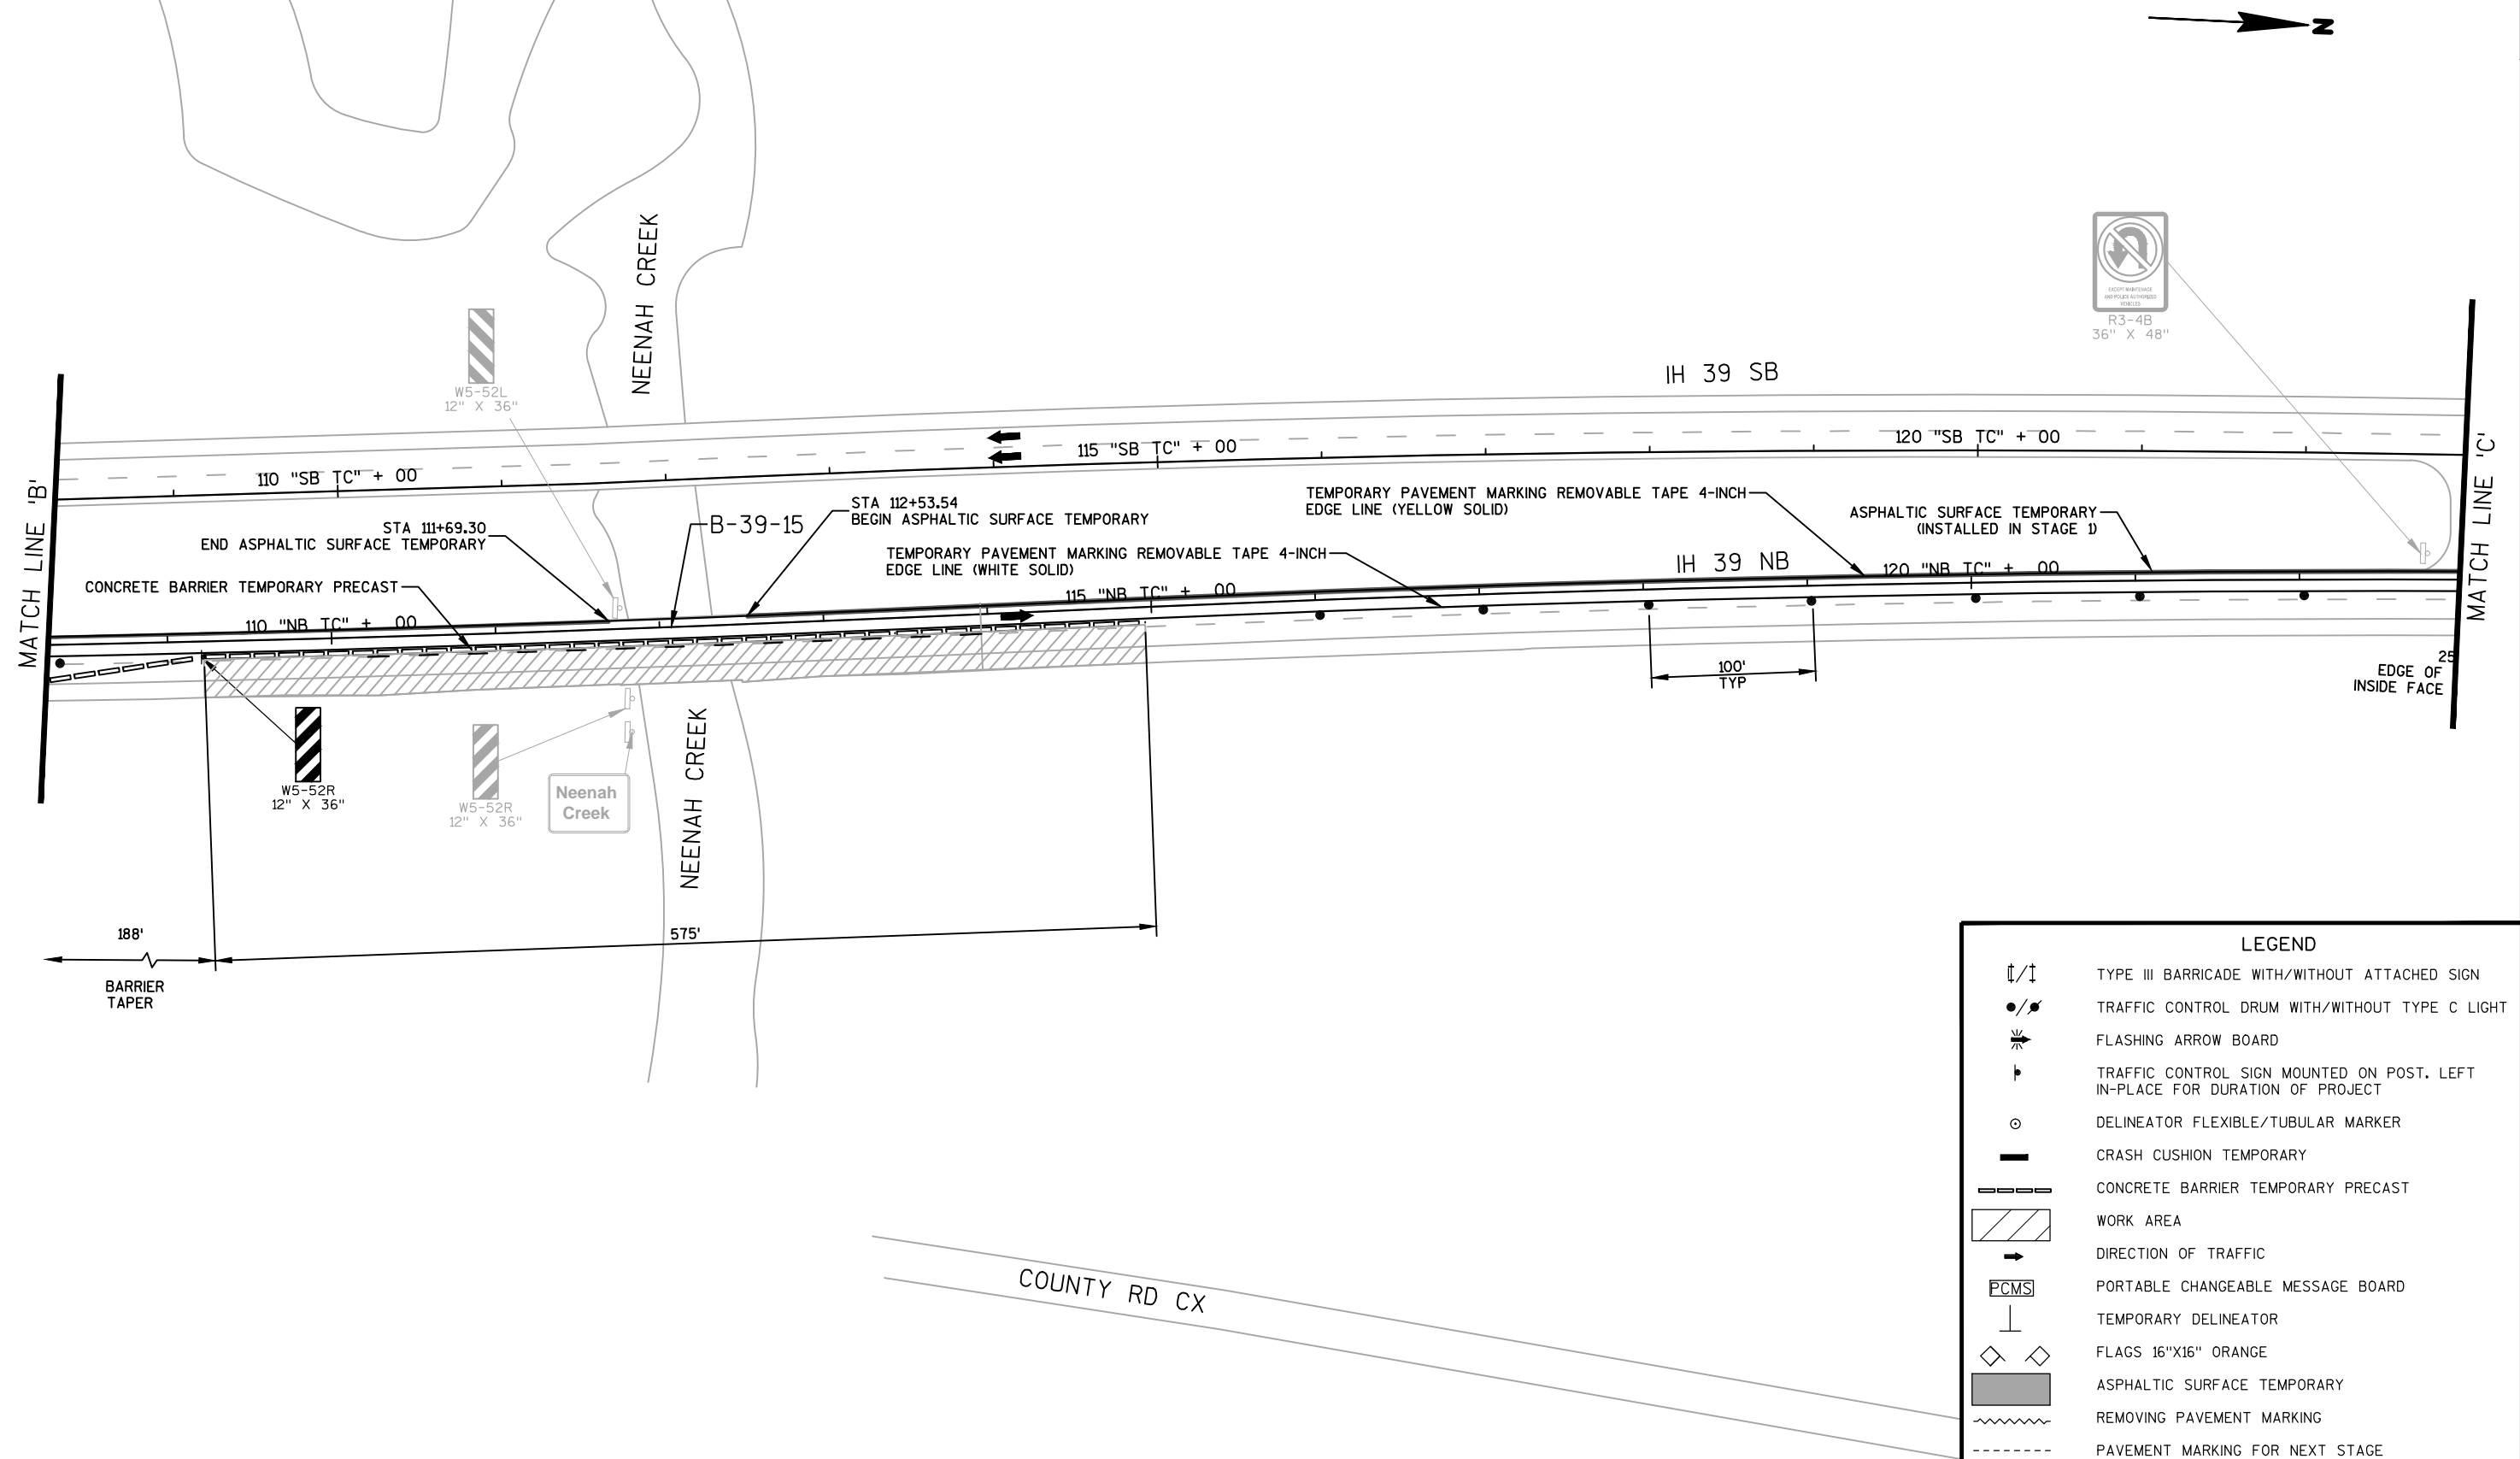 N
NEENAH CREEK
EXCEPT MAINTENANCE
AND POLICE AUTHORIZED
VEHICLES
R3-4B
36" X 48"
W5-52L
12" X 36"
IH 39 SB
MATCH LINE 'B'
MATCH LINE 'C'
110 "SB TC" + 00
115 "SB TC" + 00
120 "SB TC" + 00
STA 111+69.30
END ASPHALTIC SURFACE TEMPORARY
B-39-15
STA 112+53.54
BEGIN ASPHALTIC SURFACE TEMPORARY
TEMPORARY PAVEMENT MARKING REMOVABLE TAPE 4-INCH
EDGE LINE (YELLOW SOLID)
ASPHALTIC SURFACE TEMPORARY
(INSTALLED IN STAGE 1)
TEMPORARY PAVEMENT MARKING REMOVABLE TAPE 4-INCH
EDGE LINE (WHITE SOLID)
IH 39 NB
CONCRETE BARRIER TEMPORARY PRECAST
110 "NB TC" + 00
115 "NB TC" + 00
120 "NB TC" + 00
100'
TYP
25
EDGE OF
INSIDE FACE
W5-52R
12" X 36"
W5-52R
12" X 36"
Neenah
Creek
NEENAH CREEK
188'
BARRIER
TAPER
575'
COUNTY RD CX
LEGEND
TYPE III BARRICADE WITH/WITHOUT ATTACHED SIGN
TRAFFIC CONTROL DRUM WITH/WITHOUT TYPE C LIGHT
FLASHING ARROW BOARD
TRAFFIC CONTROL SIGN MOUNTED ON POST. LEFT
IN-PLACE FOR DURATION OF PROJECT
DELINEATOR FLEXIBLE/TUBULAR MARKER
CRASH CUSHION TEMPORARY
CONCRETE BARRIER TEMPORARY PRECAST
WORK AREA
DIRECTION OF TRAFFIC
PCMS PORTABLE CHANGEABLE MESSAGE BOARD
TEMPORARY DELINEATOR
FLAGS 16"X16" ORANGE
ASPHALTIC SURFACE TEMPORARY
REMOVING PAVEMENT MARKING
PAVEMENT MARKING FOR NEXT STAGE